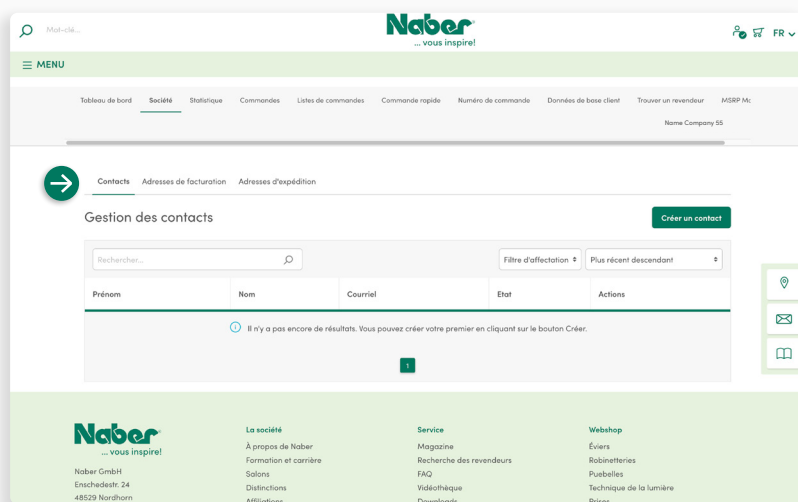 Mot-clé...
Naber
... vous inspire!
FR
MENU
Tableau de bord Société Statistique Commandes Listes de commandes Commande rapide Numéro de commande Données de base client Trouver un revendeur MSRP Mo
Name Company 55
Contacts Adresses de facturation Adresses d'expédition
Gestion des contacts
Créer un contact
Rechercher... Filtre d'affectation Plus récent descendant
Prénom Nom Courriel Etat Actions
Il n'y a pas encore de résultats. Vous pouvez créer votre premier en cliquant sur le bouton Créer.
1
Naber
... vous inspire!
Naber GmbH
Enschedestr. 24
48529 Nordhorn
La société
À propos de Naber
Formation et carrière
Salons
Distinctions
Affiliations
Service
Magazine
Recherche des revendeurs
FAQ
Vidéothèque
Downloads
Webshop
Éviers
Robinetteries
Puebelles
Technique de la lumière
Prises